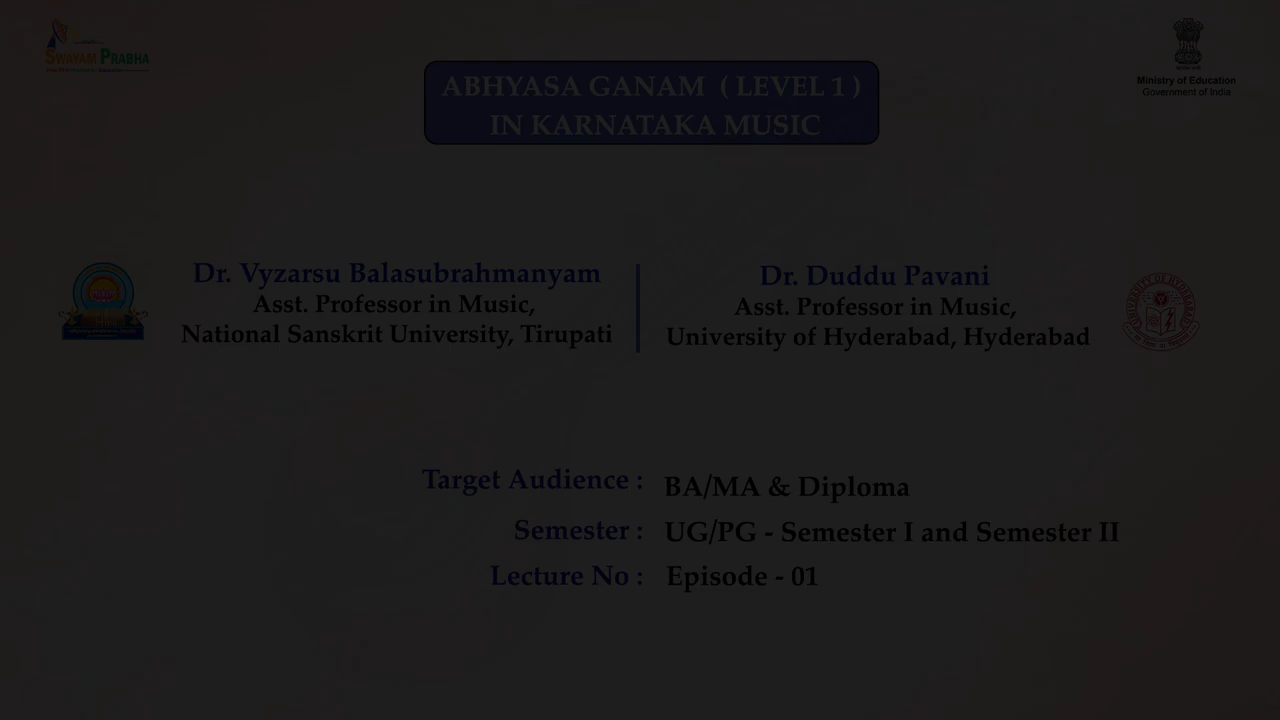 SWAYAM PRABHA
Ministry of Education
Government of India
ABHYASA GANAM ( LEVEL 1 )
IN KARNATAKA MUSIC
Dr. Vyzarsu Balasubrahmanyam
Asst. Professor in Music,
National Sanskrit University, Tirupati
Dr. Duddu Pavani
Asst. Professor in Music,
University of Hyderabad, Hyderabad
Target Audience : BA/MA & Diploma
Semester : UG/PG - Semester I and Semester II
Lecture No : Episode - 01